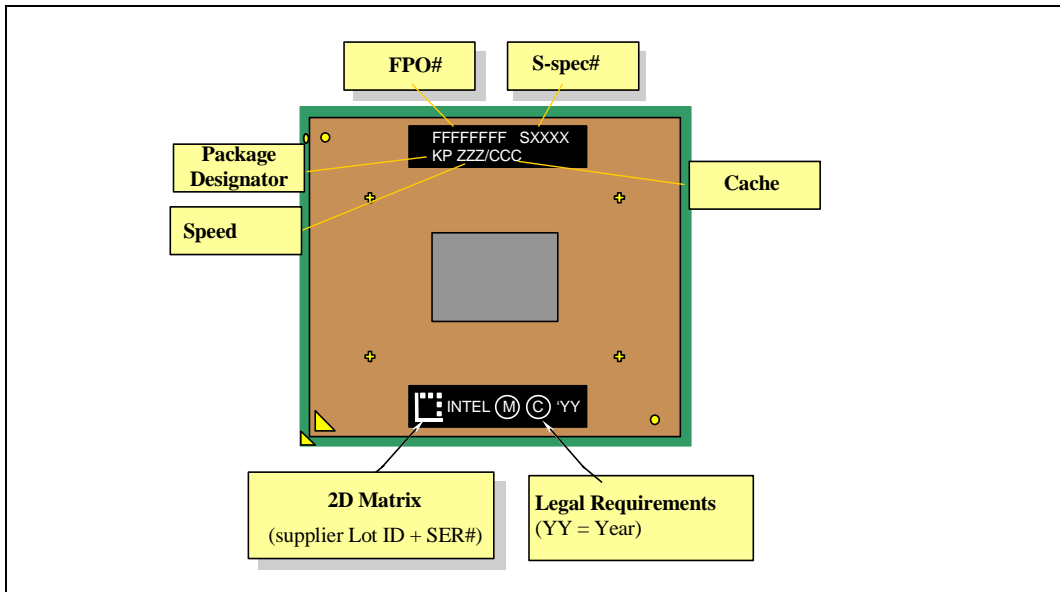 FPO#
S-spec#
FFFFFFFF SXXXX
KP ZZZ/CCC
Package
Designator
Cache
Speed
INTEL M C ‘YY
2D Matrix
(supplier Lot ID + SER#)
Legal Requirements
(YY = Year)